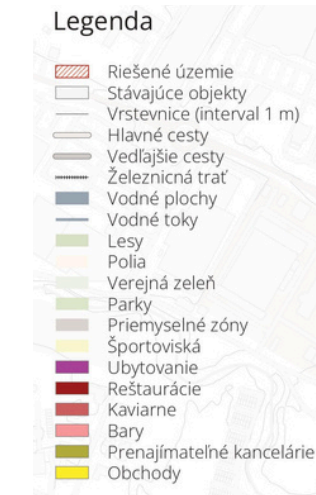 Legenda
Riešené územie
Stávajúce objekty
Vrstevnice (interval 1 m)
Hlavné cesty
Vedľajšie cesty
Železnicná trať
Vodné plochy
Vodné toky
Lesy
Polia
Verejná zeleň
Parky
Priemyselné zóny
Športoviská
Ubytovanie
Reštaurácie
Kaviarne
Bary
Prenajímateľné kancelárie
Obchody